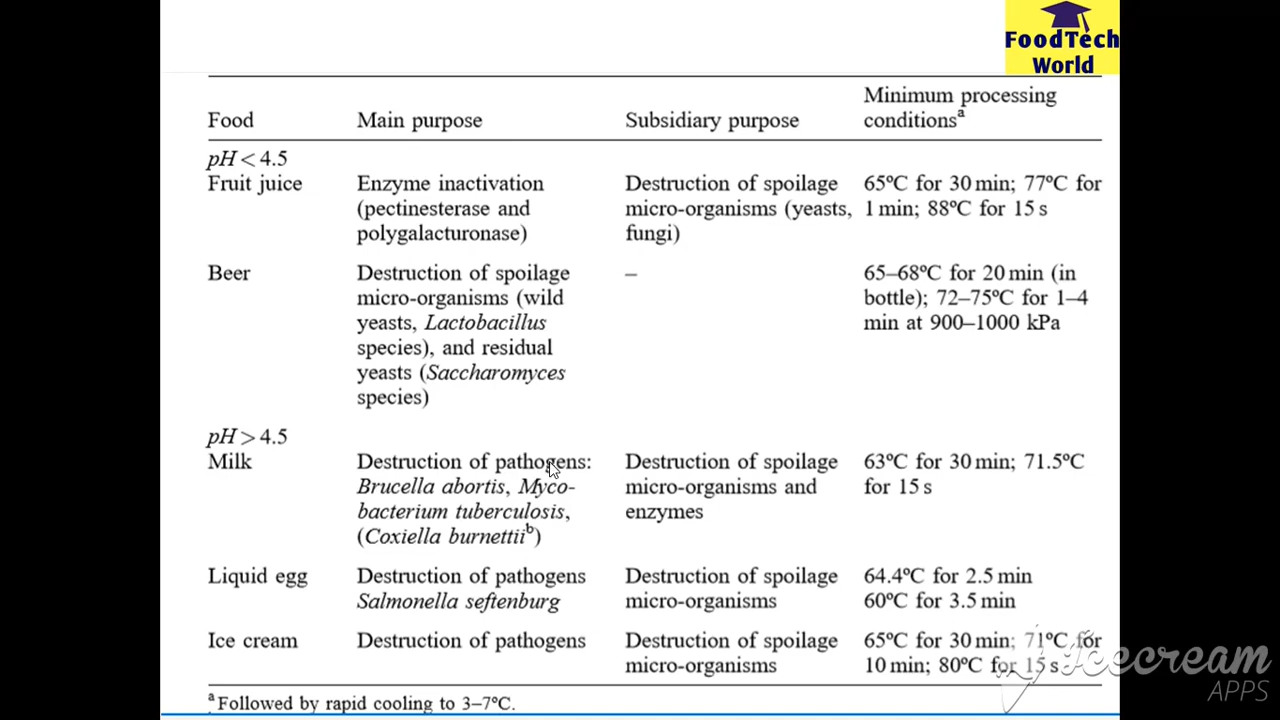 FoodTech
World
Food Main purpose Subsidiary purpose Minimum processing conditionsᵃ
pH < 4.5
Fruit juice Enzyme inactivation Destruction of spoilage 65ºC for 30 min; 77ºC for
(pectinesterase and micro-organisms (yeasts, 1 min; 88ºC for 15 s
polygalacturonase) fungi)
Beer Destruction of spoilage – 65–68ºC for 20 min (in
micro-organisms (wild bottle); 72–75ºC for 1–4
yeasts, Lactobacillus min at 900–1000 kPa
species), and residual
yeasts (Saccharomyces
species)
pH > 4.5
Milk Destruction of pathogens: Destruction of spoilage 63ºC for 30 min; 71.5ºC
Brucella abortis, Myco- micro-organisms and for 15 s
bacterium tuberculosis, enzymes
(Coxiella burnettiiᵇ)
Liquid egg Destruction of pathogens Destruction of spoilage 64.4ºC for 2.5 min
Salmonella seftenburg micro-organisms 60ºC for 3.5 min
Ice cream Destruction of pathogens Destruction of spoilage 65ºC for 30 min; 71ºC for
micro-organisms 10 min; 80ºC for 15 s
ᵃ Followed by rapid cooling to 3–7ºC.
Icecream
APPS